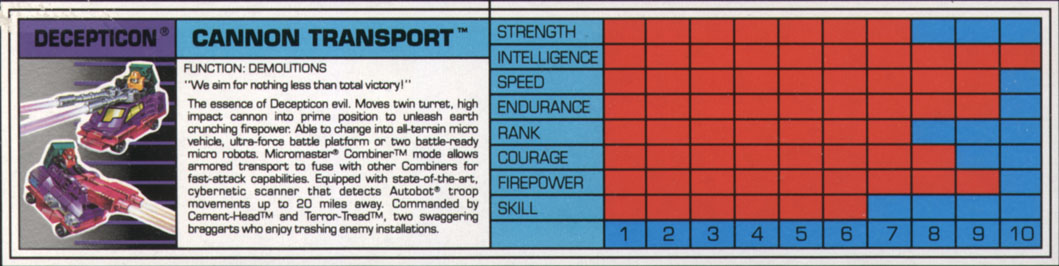 DECEPTICON®
CANNON TRANSPORT™
FUNCTION: DEMOLITIONS
"We aim for nothing less than total victory!"
The essence of Decepticon evil. Moves twin turret, high
impact cannon into prime position to unleash earth
crunching firepower. Able to change into all-terrain micro
vehicle, ultra-force battle platform or two battle-ready
micro robots. Micromaster® Combiner™ mode allows
armored transport to fuse with other Combiners for
fast-attack capabilities. Equipped with state-of-the-art,
cybernetic scanner that detects Autobot® troop
movements up to 20 miles away. Commanded by
Cement-Head™ and Terror-Tread™, two swaggering
braggarts who enjoy trashing enemy installations.
STRENGTH
INTELLIGENCE
SPEED
ENDURANCE
RANK
COURAGE
FIREPOWER
SKILL
1 2 3 4 5 6 7 8 9 10